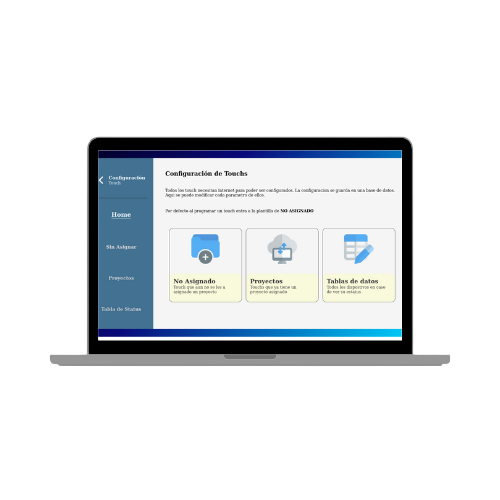 Configuración
Touch
Home
Sin Asignar
Proyectos
Tabla de Status
Configuración de Touchs
Todos los touch necesitan internet para poder ser configurados. La configuracion se guarda en una base de datos.
Aqui se puede modificar cada parametro de ellos.
Por defecto al programar un touch entra a la plantilla de NO ASIGNADO
No Asignado
Touch que aun no se les a
asignado un proyecto
Proyectos
Touchs que ya tiene un
proyecto asignado
Tablas de datos
Todos los dispositivos en caso
de ver su estatus